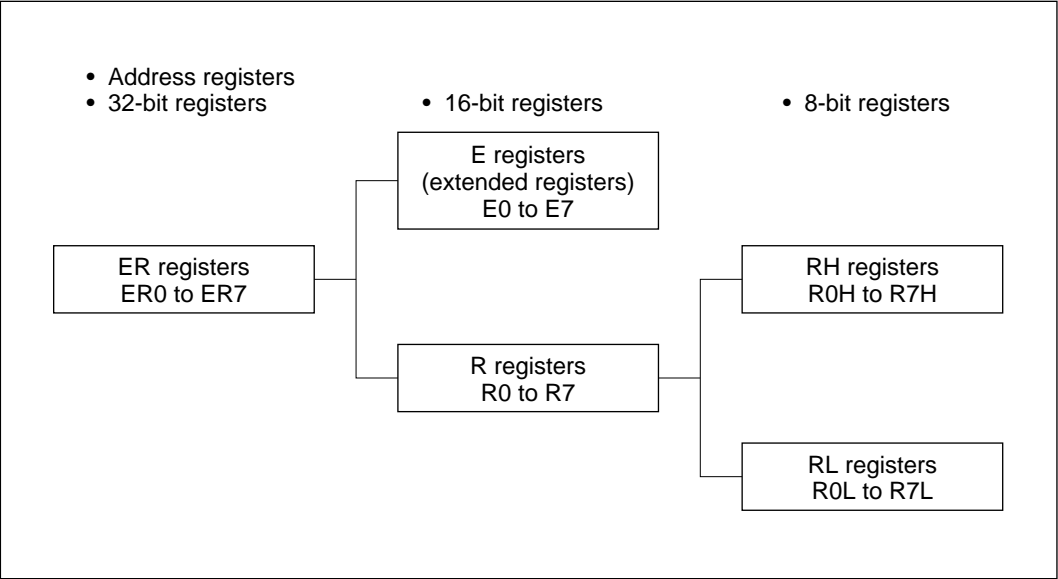 • Address registers
• 32-bit registers
• 16-bit registers
• 8-bit registers
E registers
(extended registers)
E0 to E7
ER registers
ER0 to ER7
RH registers
R0H to R7H
R registers
R0 to R7
RL registers
R0L to R7L